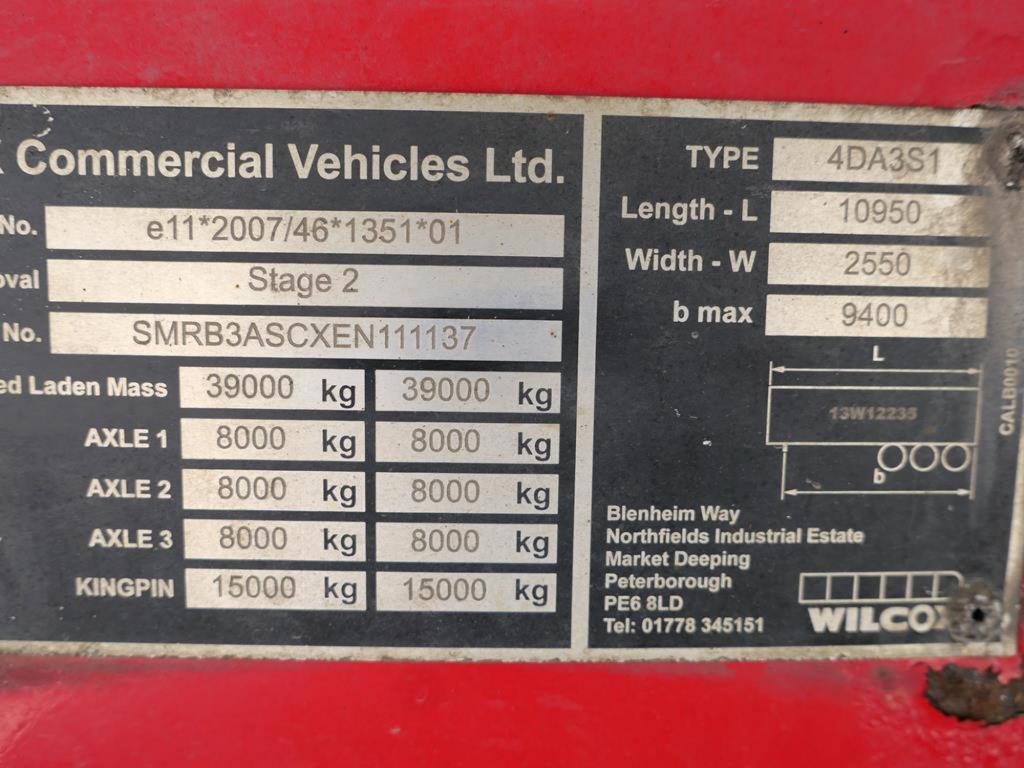 Commercial Vehicles Ltd.
No. e11*2007/46*1351*01
oval Stage 2
No. SMRB3ASCXEN111137
ed Laden Mass 39000 kg 39000 kg
AXLE 1 8000 kg 8000 kg
AXLE 2 8000 kg 8000 kg
AXLE 3 8000 kg 8000 kg
KINGPIN 15000 kg 15000 kg
TYPE 4DA3S1
Length - L 10950
Width - W 2550
b max 9400
L
13W12235
b
CALB0010
Blenheim Way
Northfields Industrial Estate
Market Deeping
Peterborough
PE6 8LD
Tel: 01778 345151
WILCOX